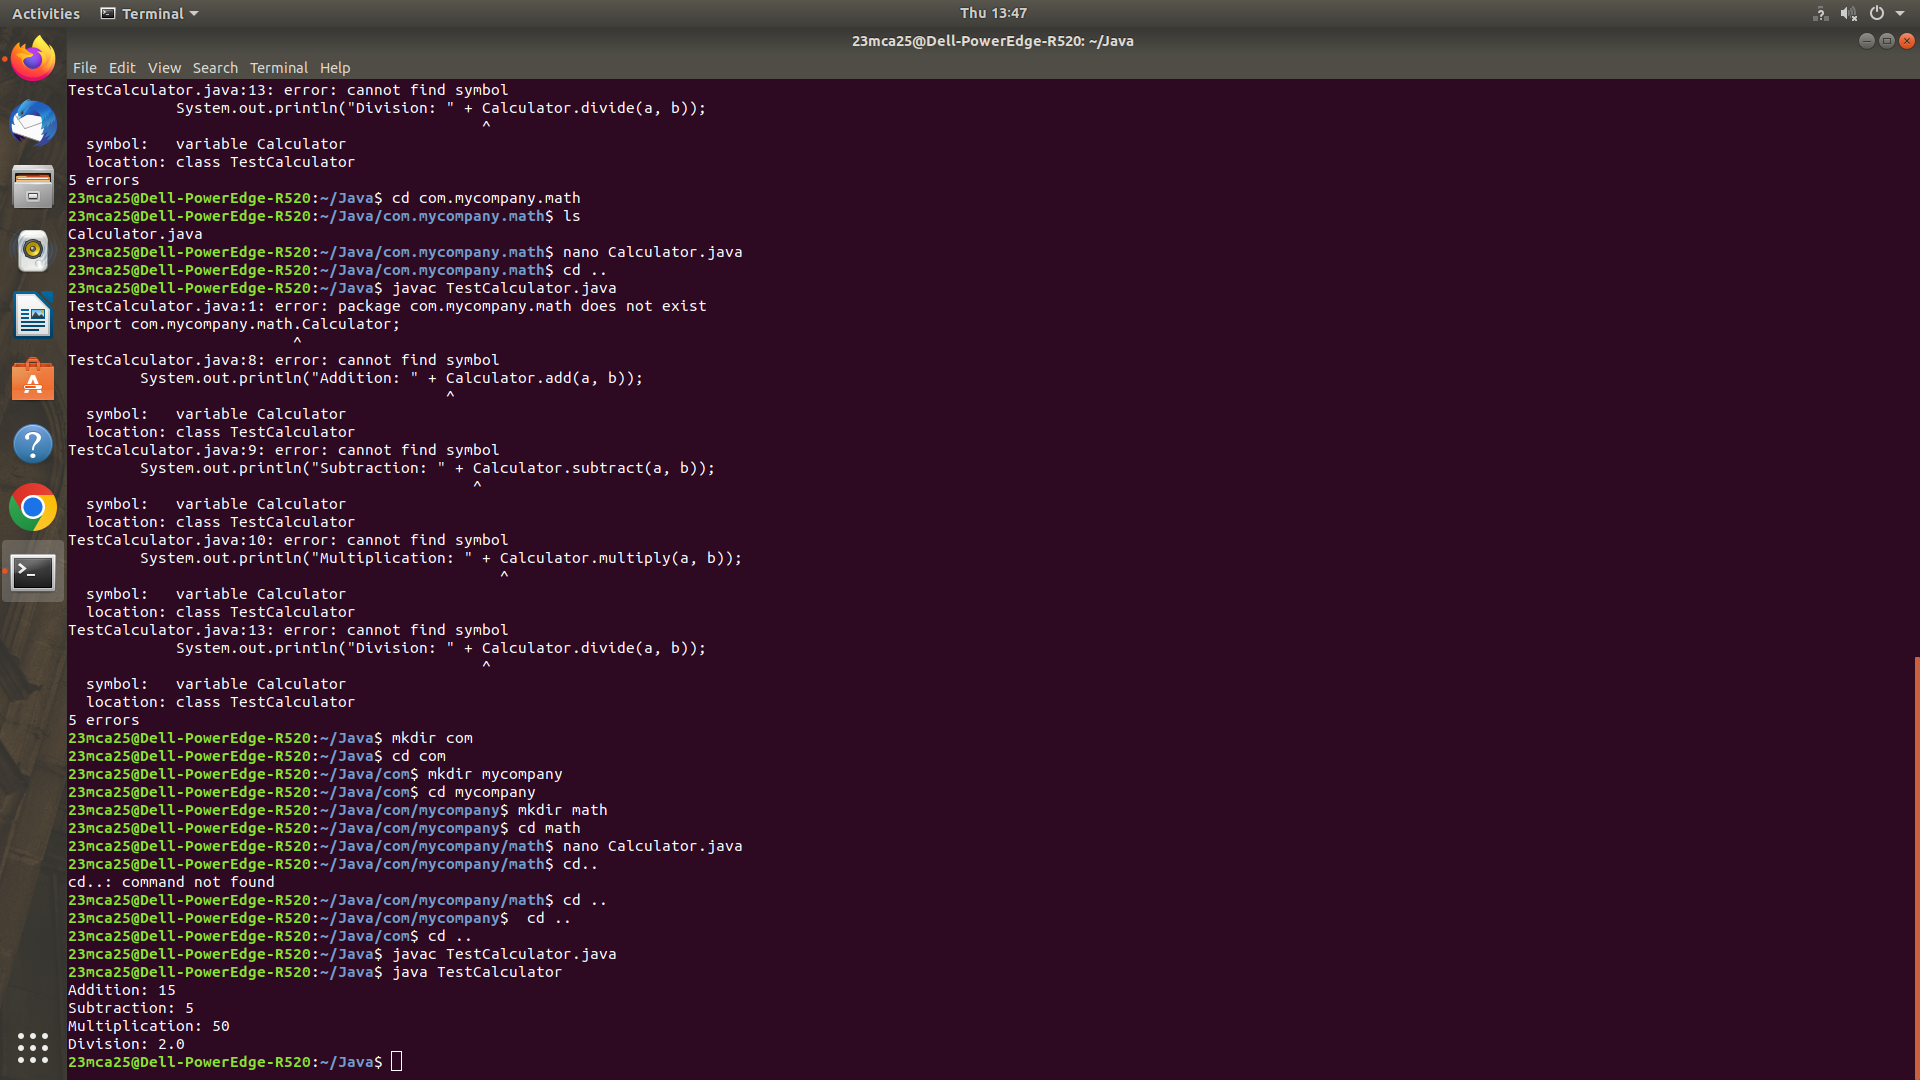 Activities Terminal Thu 13:47
23mca25@Dell-PowerEdge-R520: ~/Java
File Edit View Search Terminal Help
TestCalculator.java:13: error: cannot find symbol
            System.out.println("Division: " + Calculator.divide(a, b));
                                              ^
  symbol:   variable Calculator
  location: class TestCalculator
5 errors
23mca25@Dell-PowerEdge-R520:~/Java$ cd com.mycompany.math
23mca25@Dell-PowerEdge-R520:~/Java/com.mycompany.math$ ls
Calculator.java
23mca25@Dell-PowerEdge-R520:~/Java/com.mycompany.math$ nano Calculator.java
23mca25@Dell-PowerEdge-R520:~/Java/com.mycompany.math$ cd ..
23mca25@Dell-PowerEdge-R520:~/Java$ javac TestCalculator.java
TestCalculator.java:1: error: package com.mycompany.math does not exist
import com.mycompany.math.Calculator;
                         ^
TestCalculator.java:8: error: cannot find symbol
        System.out.println("Addition: " + Calculator.add(a, b));
                                          ^
  symbol:   variable Calculator
  location: class TestCalculator
TestCalculator.java:9: error: cannot find symbol
        System.out.println("Subtraction: " + Calculator.subtract(a, b));
                                             ^
  symbol:   variable Calculator
  location: class TestCalculator
TestCalculator.java:10: error: cannot find symbol
        System.out.println("Multiplication: " + Calculator.multiply(a, b));
                                                ^
  symbol:   variable Calculator
  location: class TestCalculator
TestCalculator.java:13: error: cannot find symbol
            System.out.println("Division: " + Calculator.divide(a, b));
                                              ^
  symbol:   variable Calculator
  location: class TestCalculator
5 errors
23mca25@Dell-PowerEdge-R520:~/Java$ mkdir com
23mca25@Dell-PowerEdge-R520:~/Java$ cd com
23mca25@Dell-PowerEdge-R520:~/Java/com$ mkdir mycompany
23mca25@Dell-PowerEdge-R520:~/Java/com$ cd mycompany
23mca25@Dell-PowerEdge-R520:~/Java/com/mycompany$ mkdir math
23mca25@Dell-PowerEdge-R520:~/Java/com/mycompany$ cd math
23mca25@Dell-PowerEdge-R520:~/Java/com/mycompany/math$ nano Calculator.java
23mca25@Dell-PowerEdge-R520:~/Java/com/mycompany/math$ cd..
cd..: command not found
23mca25@Dell-PowerEdge-R520:~/Java/com/mycompany/math$ cd ..
23mca25@Dell-PowerEdge-R520:~/Java/com/mycompany$  cd ..
23mca25@Dell-PowerEdge-R520:~/Java/com$ cd ..
23mca25@Dell-PowerEdge-R520:~/Java$ javac TestCalculator.java
23mca25@Dell-PowerEdge-R520:~/Java$ java TestCalculator
Addition: 15
Subtraction: 5
Multiplication: 50
Division: 2.0
23mca25@Dell-PowerEdge-R520:~/Java$